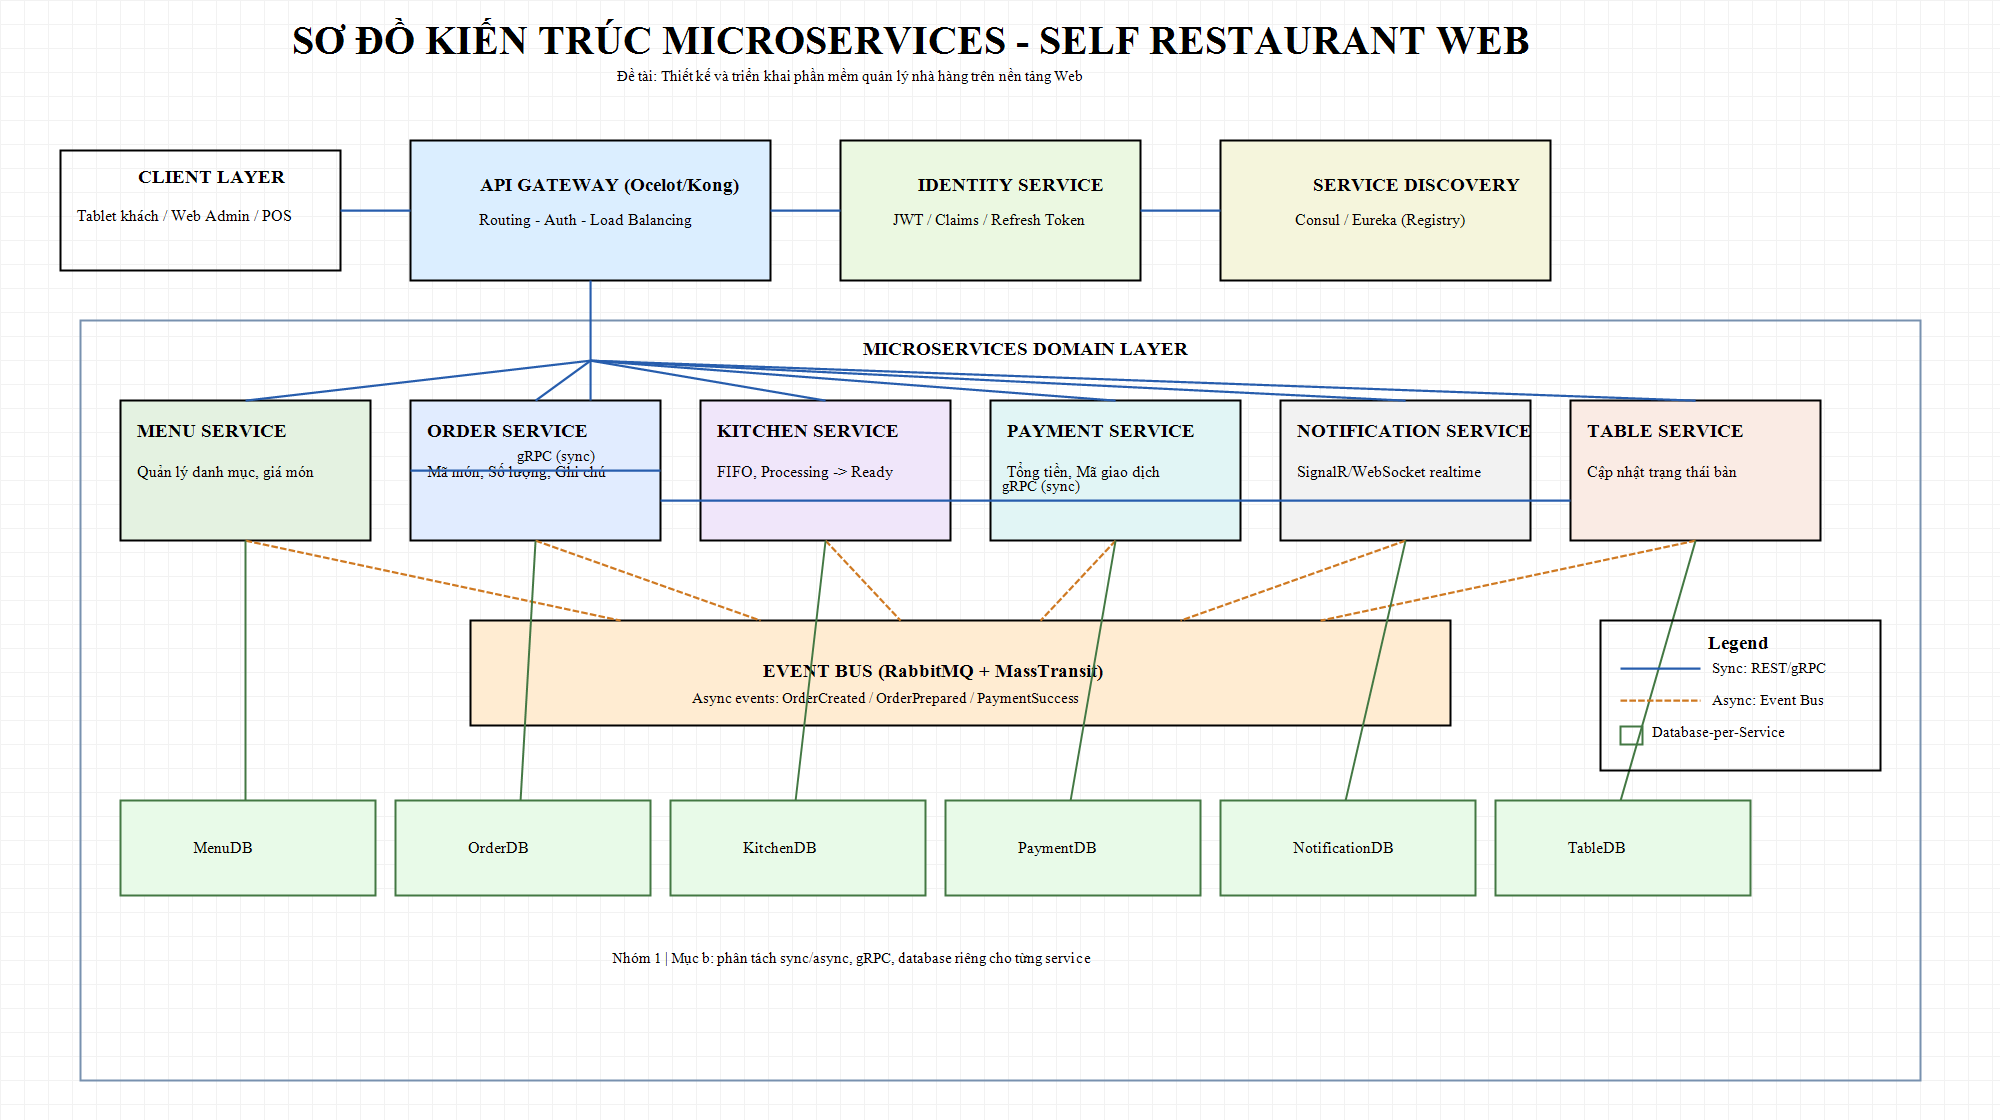 SƠ ĐỒ KIẾN TRÚC MICROSERVICES - SELF RESTAURANT WEB
Đề tài: Thiết kế và triển khai phần mềm quản lý nhà hàng trên nền tảng Web
CLIENT LAYER
Tablet khách / Web Admin / POS
API GATEWAY (Ocelot/Kong)
Routing - Auth - Load Balancing
IDENTITY SERVICE
JWT / Claims / Refresh Token
SERVICE DISCOVERY
Consul / Eureka (Registry)
MICROSERVICES DOMAIN LAYER
MENU SERVICE
Quản lý danh mục, giá món
ORDER SERVICE
gRPC (sync)
Mã món, Số lượng, Ghi chú
KITCHEN SERVICE
FIFO, Processing -> Ready
PAYMENT SERVICE
Tổng tiền, Mã giao dịch
gRPC (sync)
NOTIFICATION SERVICE
SignalR/WebSocket realtime
TABLE SERVICE
Cập nhật trạng thái bàn
EVENT BUS (RabbitMQ + MassTransit)
Async events: OrderCreated / OrderPrepared / PaymentSuccess
Legend
Sync: REST/gRPC
Async: Event Bus
Database-per-Service
MenuDB
OrderDB
KitchenDB
PaymentDB
NotificationDB
TableDB
Nhóm 1 | Mục b: phân tách sync/async, gRPC, database riêng cho từng service